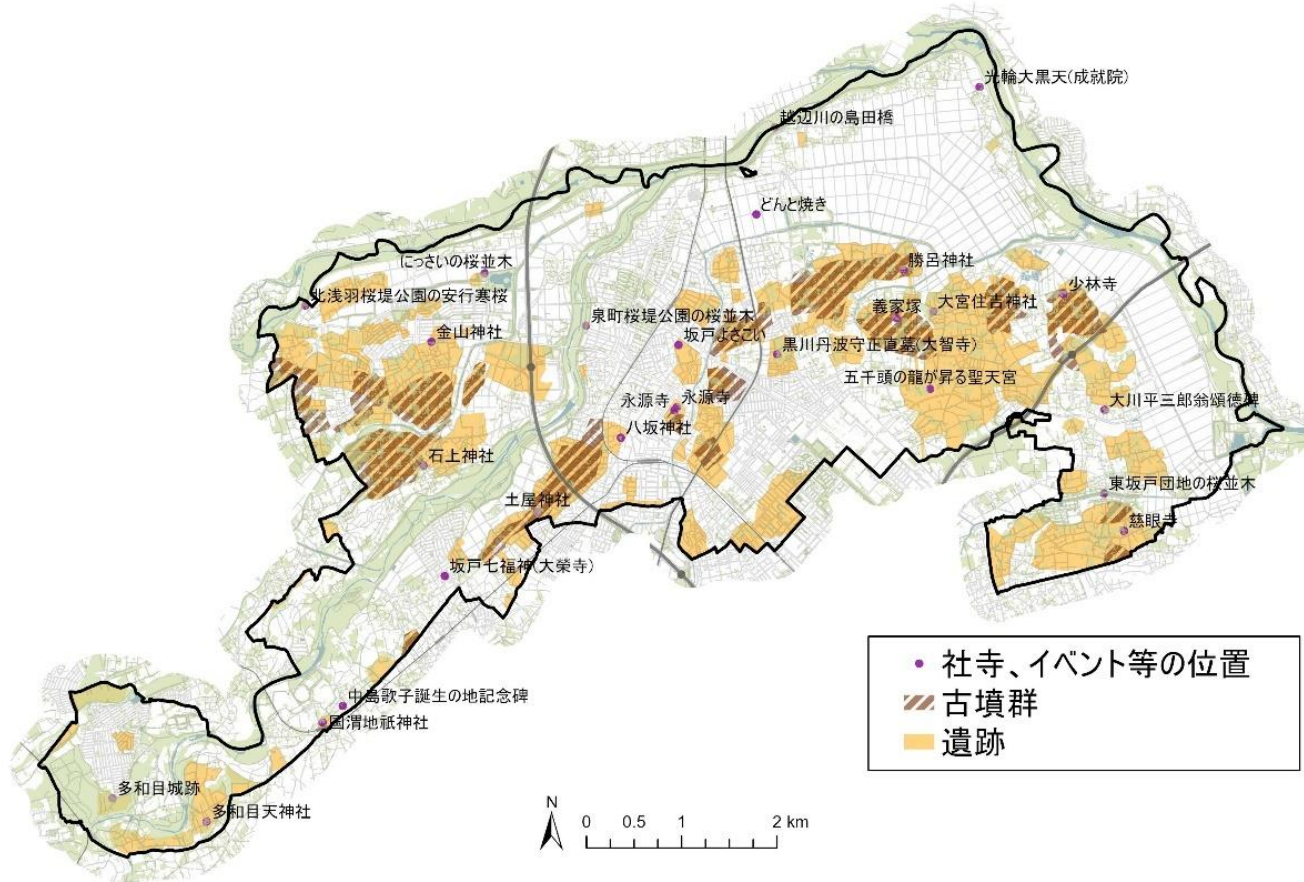 光輪大黒天(成就院)
越辺川の島田橋
どんと焼き
にっさいの桜並木
勝呂神社
北浅羽桜堤公園の安行寒桜
少林寺
義家塚
大宮住吉神社
泉町桜堤公園の桜並木
金山神社
坂戸よさこい
黒川丹波守正直墓(大智寺)
五千頭の龍が昇る聖天宮
永源寺
永源寺
大川平三郎翁頌徳碑
八坂神社
石上神社
東坂戸団地の桜並木
土屋神社
慈眼寺
坂戸七福神(大榮寺)
中島歌子誕生の地記念碑
国渭地祇神社
多和目城跡
多和目天神社
社寺、イベント等の位置
古墳群
遺跡
N
0 0.5 1 2 km